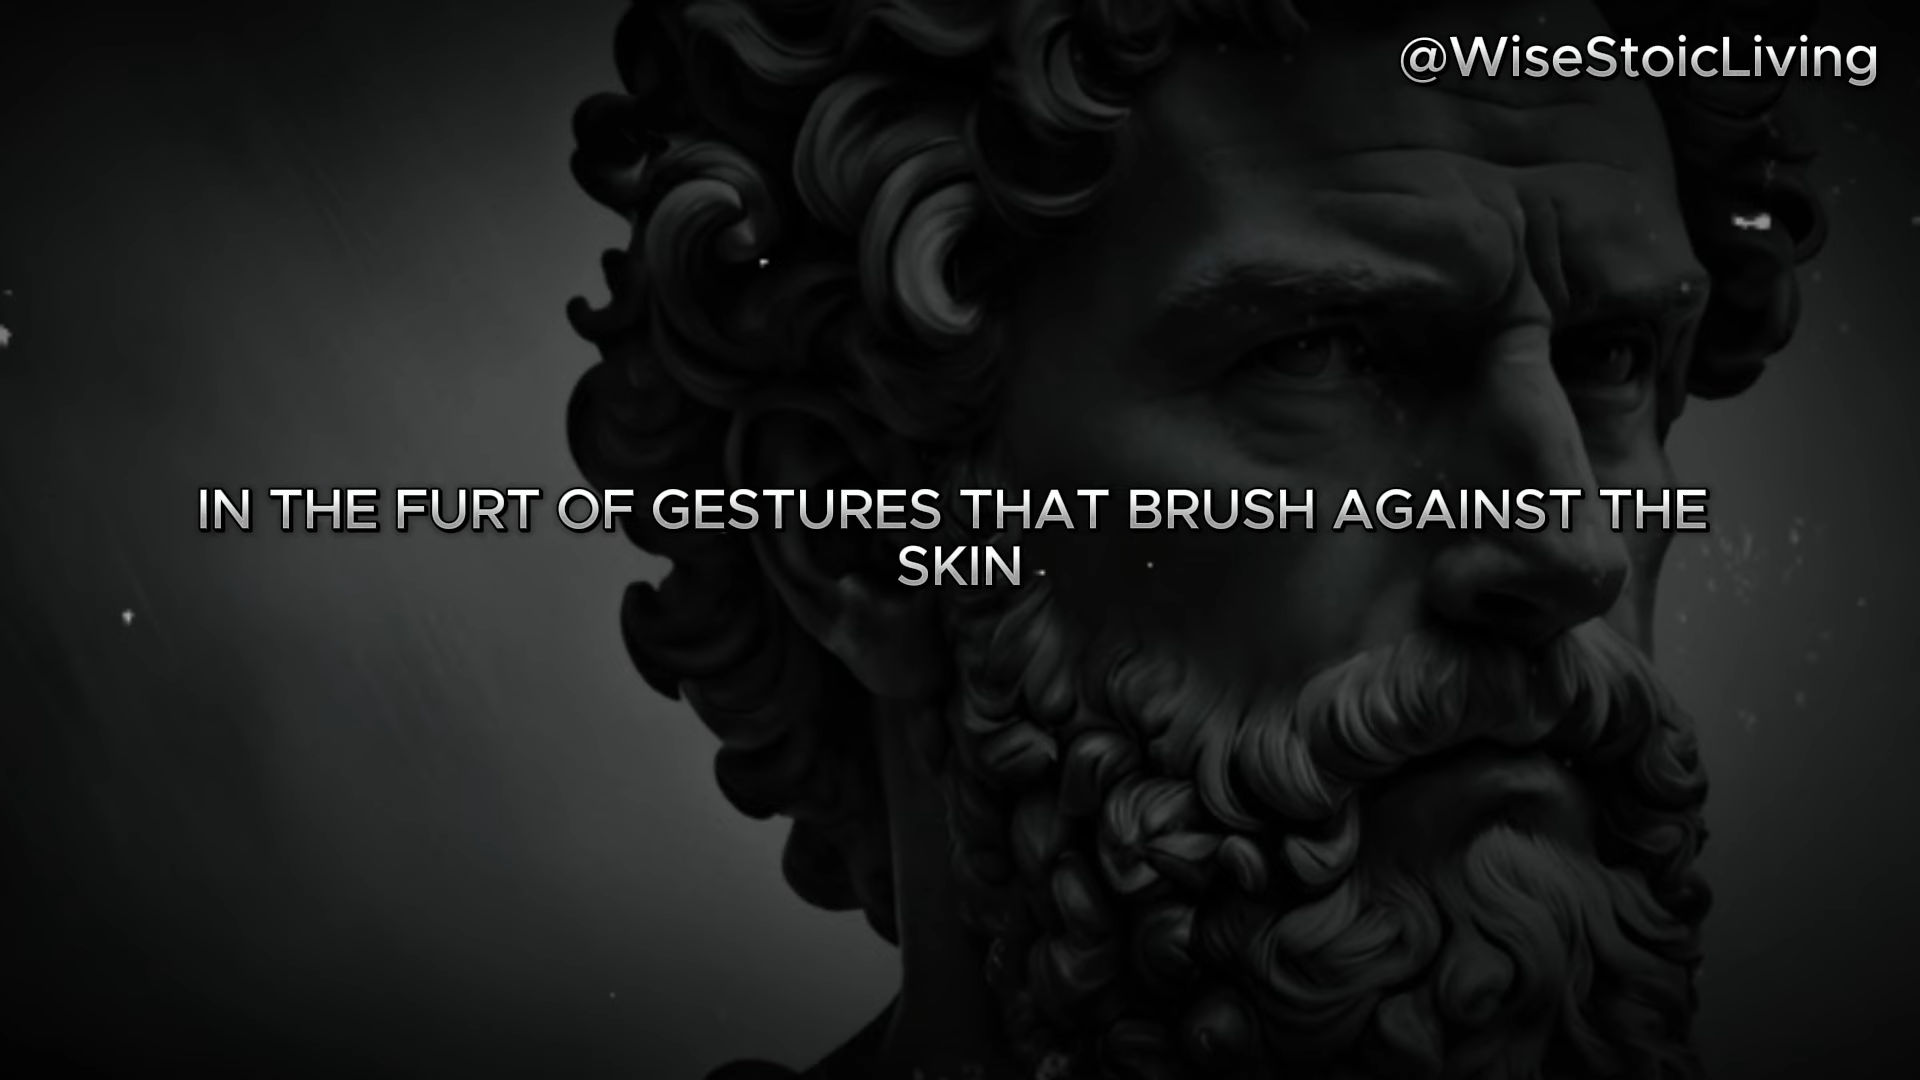 @WiseStoicLiving
IN THE FURT OF GESTURES THAT BRUSH AGAINST THE
SKIN